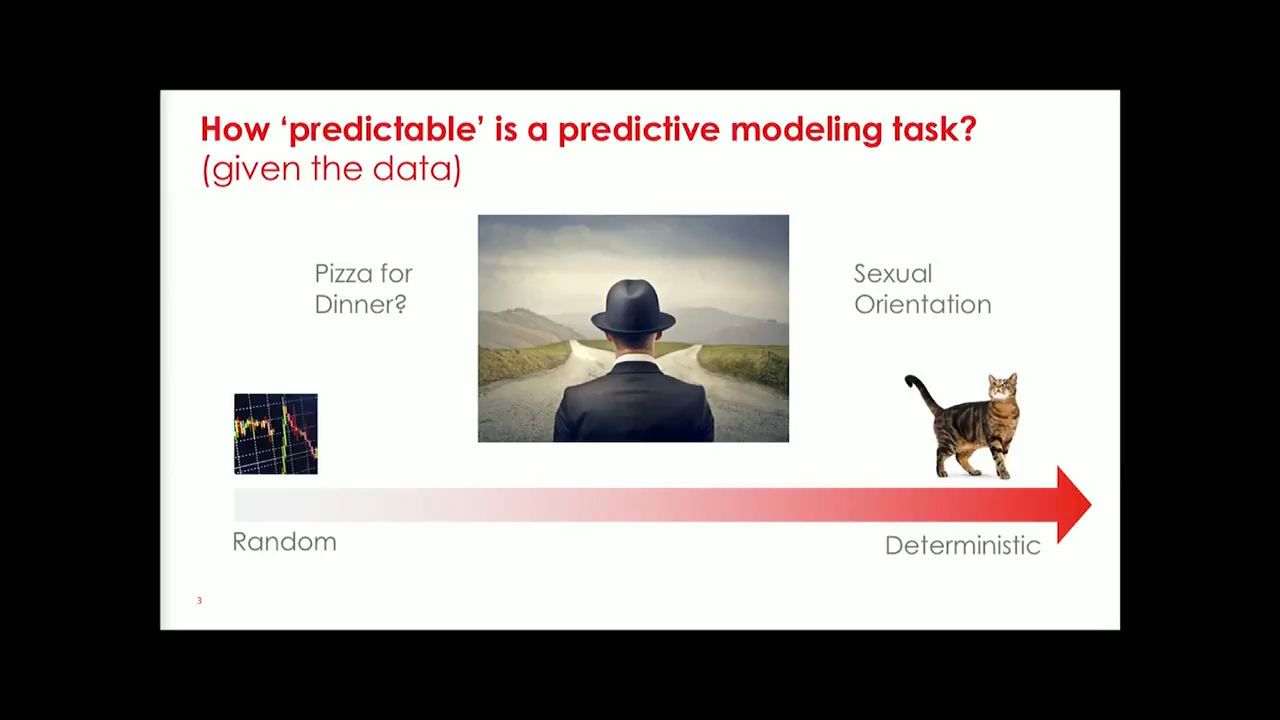 How ‘predictable’ is a predictive modeling task?
(given the data)
Pizza for
Dinner?
Sexual
Orientation
Random
Deterministic
3